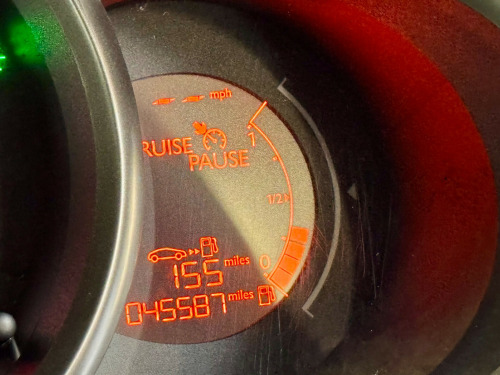 -- -- mph
RUISE
PAUSE
1
1/2
0
155 miles
045587 miles